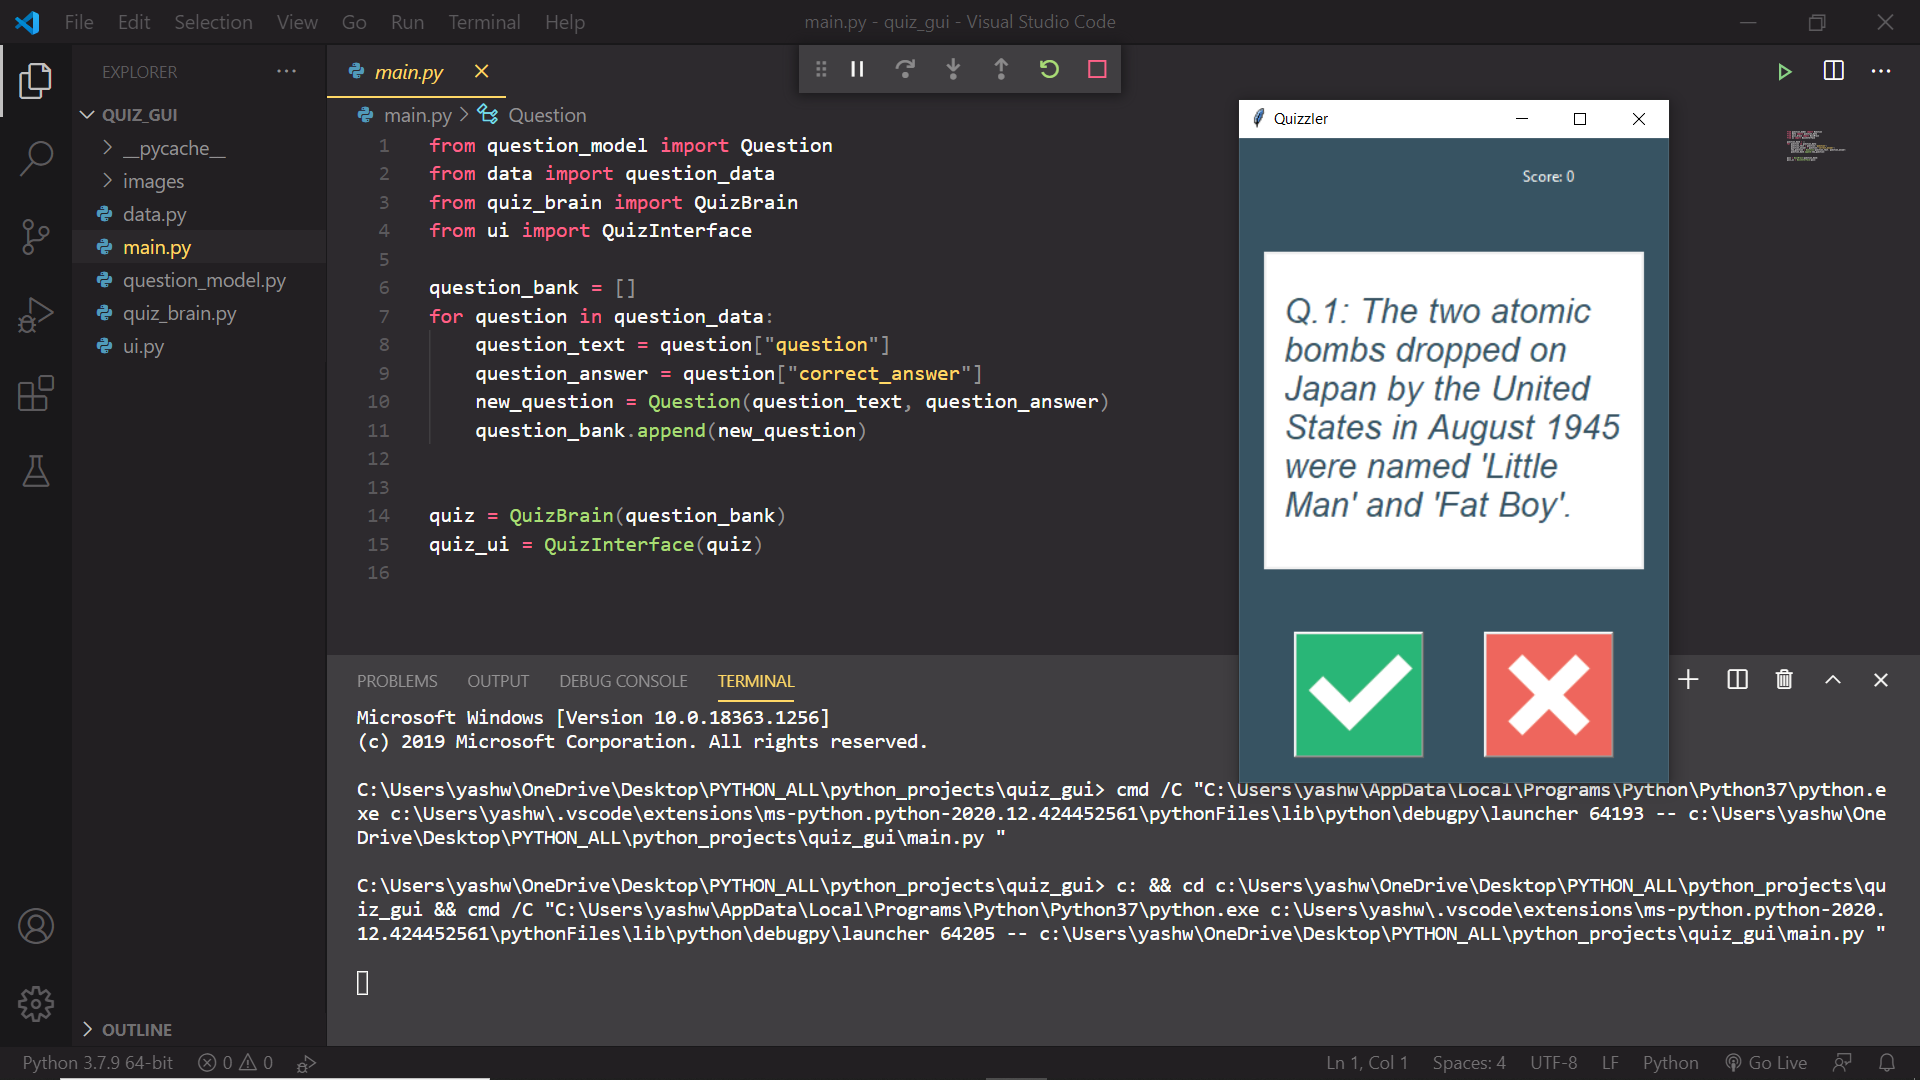 File Edit Selection View Go Run Terminal Help
main.py - quiz_gui - Visual Studio Code
EXPLORER
QUIZ_GUI
__pycache__
images
data.py
main.py
question_model.py
quiz_brain.py
ui.py
OUTLINE
main.py
main.py > Question
1 from question_model import Question
2 from data import question_data
3 from quiz_brain import QuizBrain
4 from ui import QuizInterface
5
6 question_bank = []
7 for question in question_data:
8 question_text = question["question"]
9 question_answer = question["correct_answer"]
10 new_question = Question(question_text, question_answer)
11 question_bank.append(new_question)
12
13
14 quiz = QuizBrain(question_bank)
15 quiz_ui = QuizInterface(quiz)
16
Quizzler
Score: 0
Q.1: The two atomic
bombs dropped on
Japan by the United
States in August 1945
were named 'Little
Man' and 'Fat Boy'.
PROBLEMS OUTPUT DEBUG CONSOLE TERMINAL
Microsoft Windows [Version 10.0.18363.1256]
(c) 2019 Microsoft Corporation. All rights reserved.
C:\Users\yashw\OneDrive\Desktop\PYTHON_ALL\python_projects\quiz_gui> cmd /C "C:\Users\yashw\AppData\Local\Programs\Python\Python37\python.e
xe c:\Users\yashw\.vscode\extensions\ms-python.python-2020.12.424452561\pythonFiles\lib\python\debugpy\launcher 64193 -- c:\Users\yashw\One
Drive\Desktop\PYTHON_ALL\python_projects\quiz_gui\main.py "
C:\Users\yashw\OneDrive\Desktop\PYTHON_ALL\python_projects\quiz_gui> c: && cd c:\Users\yashw\OneDrive\Desktop\PYTHON_ALL\python_projects\qu
iz_gui && cmd /C "C:\Users\yashw\AppData\Local\Programs\Python\Python37\python.exe c:\Users\yashw\.vscode\extensions\ms-python.python-2020.
12.424452561\pythonFiles\lib\python\debugpy\launcher 64205 -- c:\Users\yashw\OneDrive\Desktop\PYTHON_ALL\python_projects\quiz_gui\main.py "
Python 3.7.9 64-bit 0 0 Ln 1, Col 1 Spaces: 4 UTF-8 LF Python Go Live